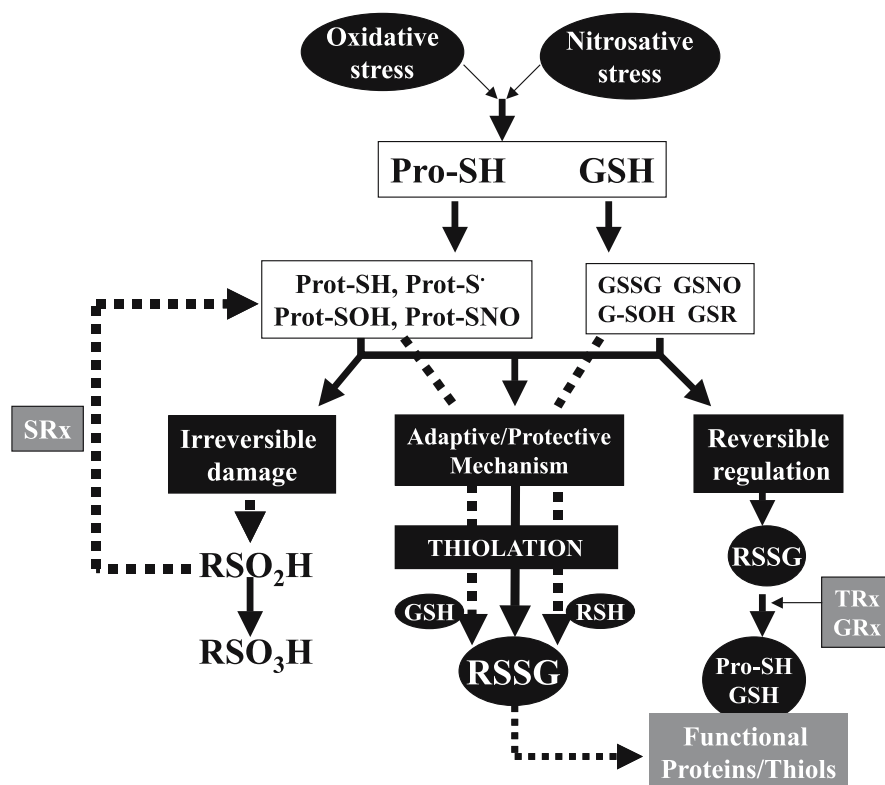 Oxidative
stress
Nitrosative
stress
Pro-SH GSH
Prot-SH, Prot-S·
Prot-SOH, Prot-SNO
GSSG GSNO
G-SOH GSR
SRx
Irreversible
damage
Adaptive/Protective
Mechanism
Reversible
regulation
THIOLATION
RSSG
RSO₂H
GSH
RSH
TRx
GRx
RSO₃H
RSSG
Pro-SH
GSH
Functional
Proteins/Thiols